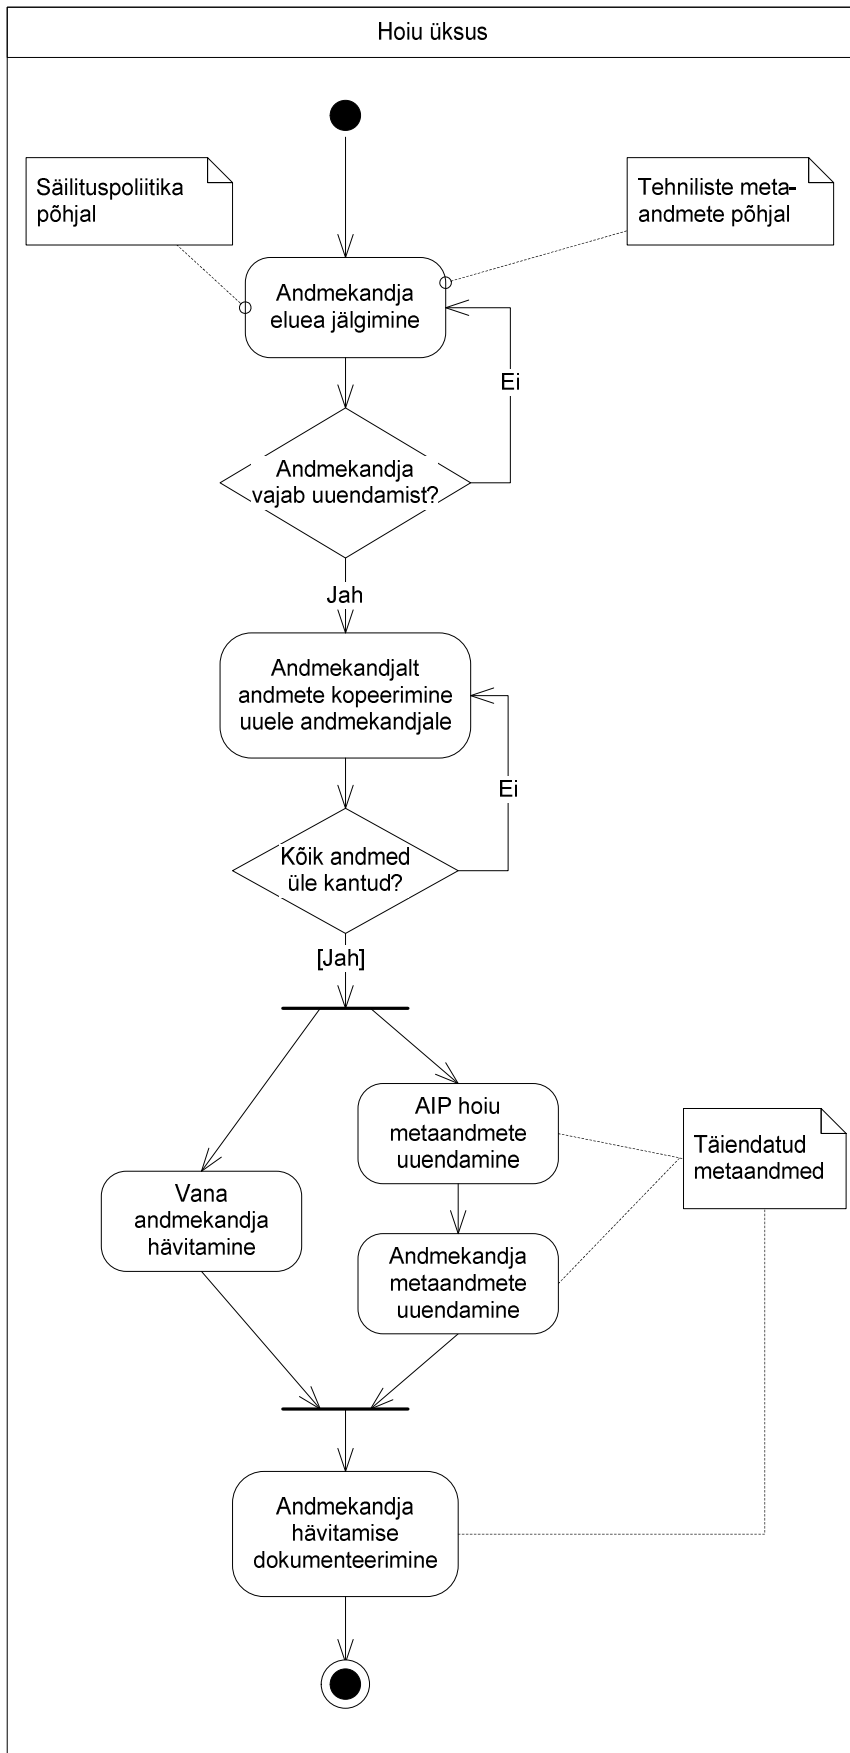 Hoiu üksus
Säilituspoliitika
põhjal
Tehniliste meta-
andmete põhjal
Andmekandja
eluea jälgimine
Ei
Andmekandja
vajab uuendamist?
Jah
Andmekandjalt
andmete kopeerimine
uuele andmekandjale
Ei
Kõik andmed
üle kantud?
[Jah]
AIP hoiu
metaandmete
uuendamine
Täiendatud
metaandmed
Vana
andmekandja
hävitamine
Andmekandja
metaandmete
uuendamine
Andmekandja
hävitamise
dokumenteerimine